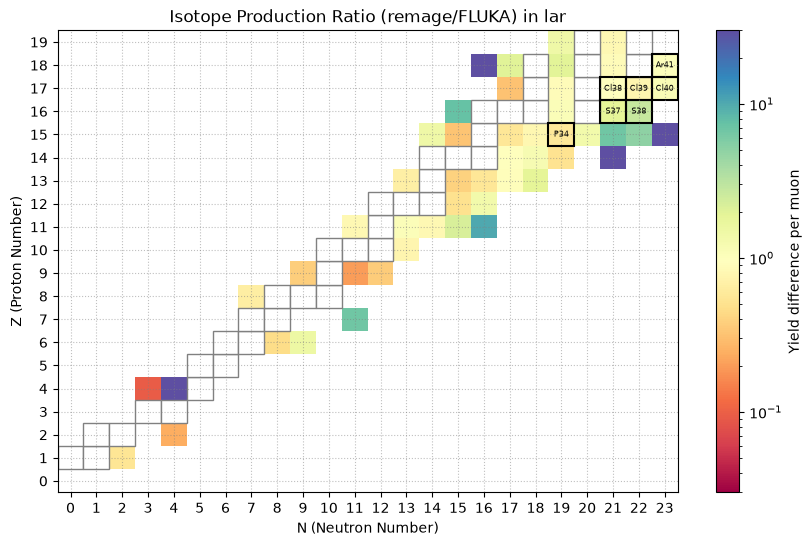 Isotope Production Ratio (remage/FLUKA) in lar
19
18
17
16
15
14
13
12
11
10
9
8
7
6
5
4
3
2
1
0
Z (Proton Number)
Ar41
Cl38 Cl39 Cl40
S37 S38
P34
0 1 2 3 4 5 6 7 8 9 10 11 12 13 14 15 16 17 18 19 20 21 22 23
N (Neutron Number)
10¹
10⁰
10⁻¹
Yield difference per muon